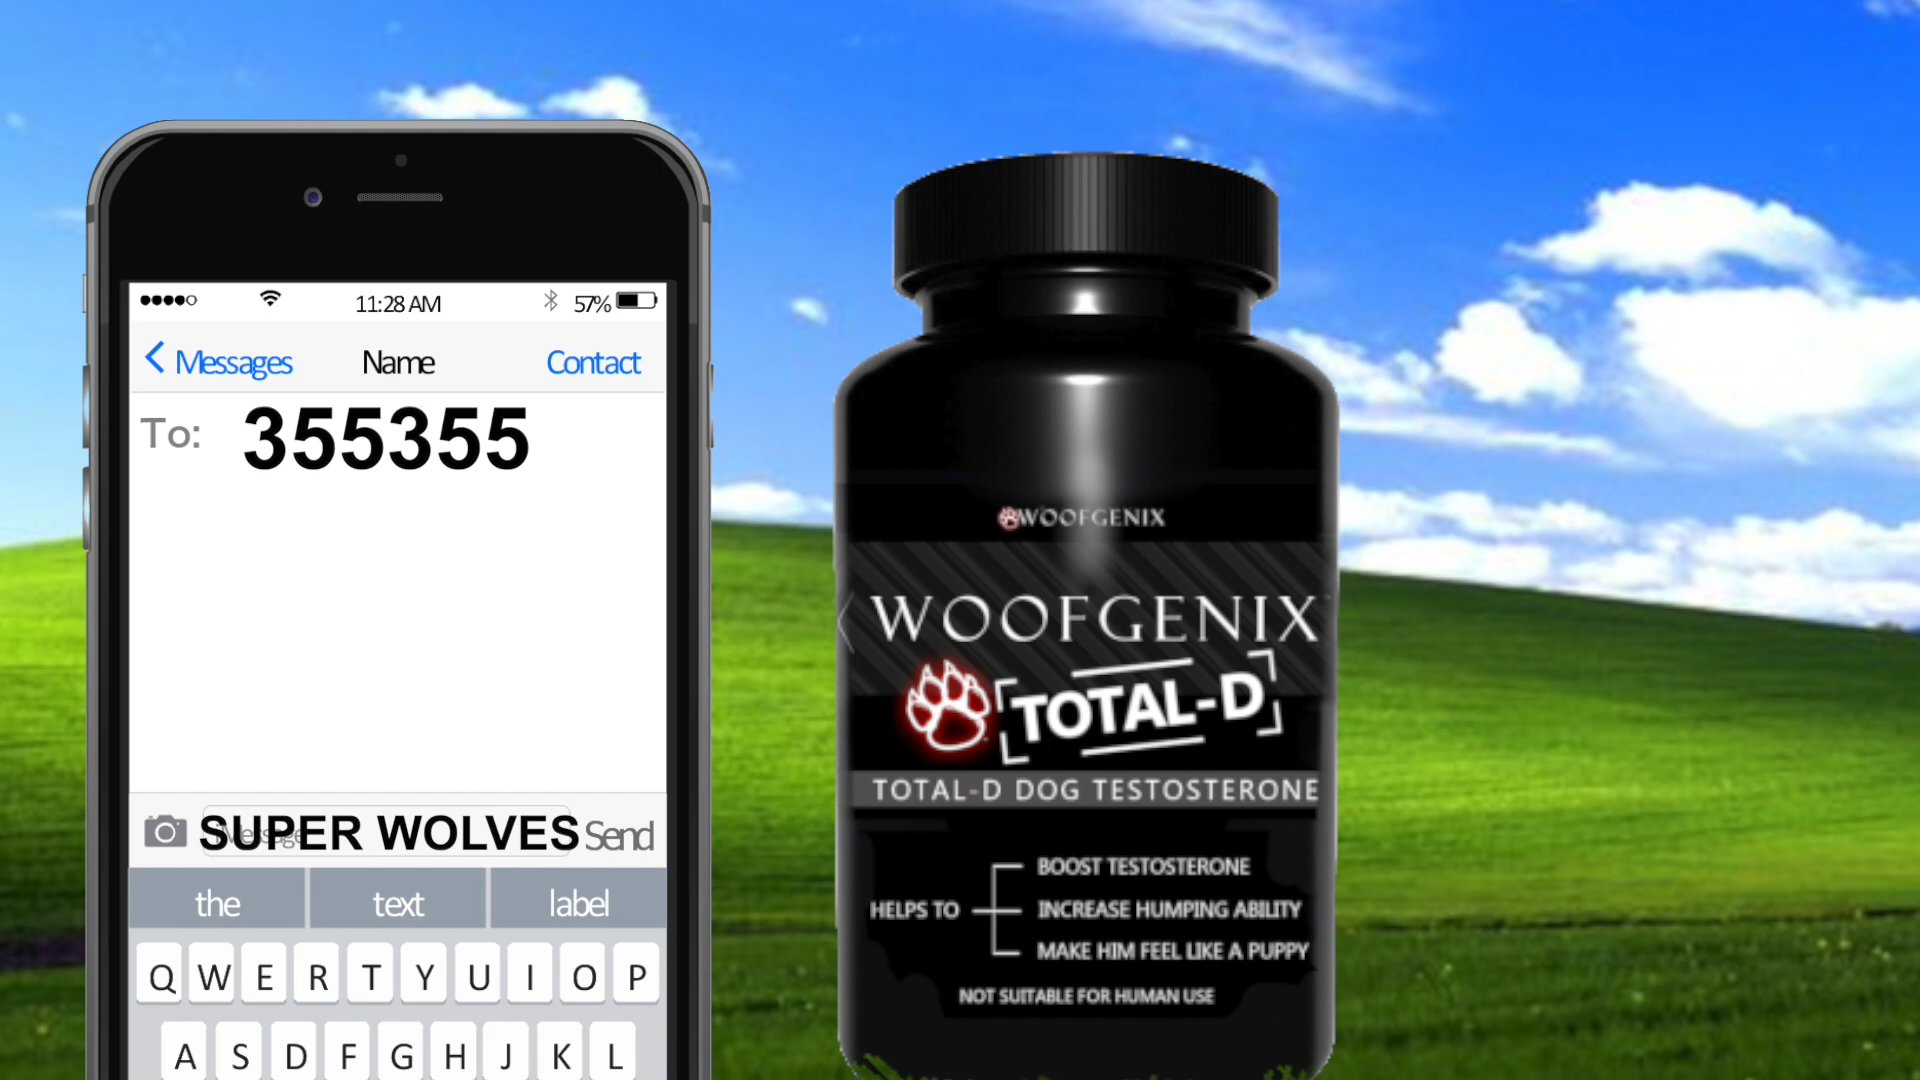 11:28 AM
57%
Messages
Name
Contact
To:
355355
SUPER WOLVES
Send
the
text
label
Q W E R T Y U I O P
A S D F G H J K L
WOOFGENIX
WOOFGENIX
TOTAL-D
TOTAL-D DOG TESTOSTERONE
HELPS TO
BOOST TESTOSTERONE
INCREASE HUMPING ABILITY
MAKE HIM FEEL LIKE A PUPPY
NOT SUITABLE FOR HUMAN USE